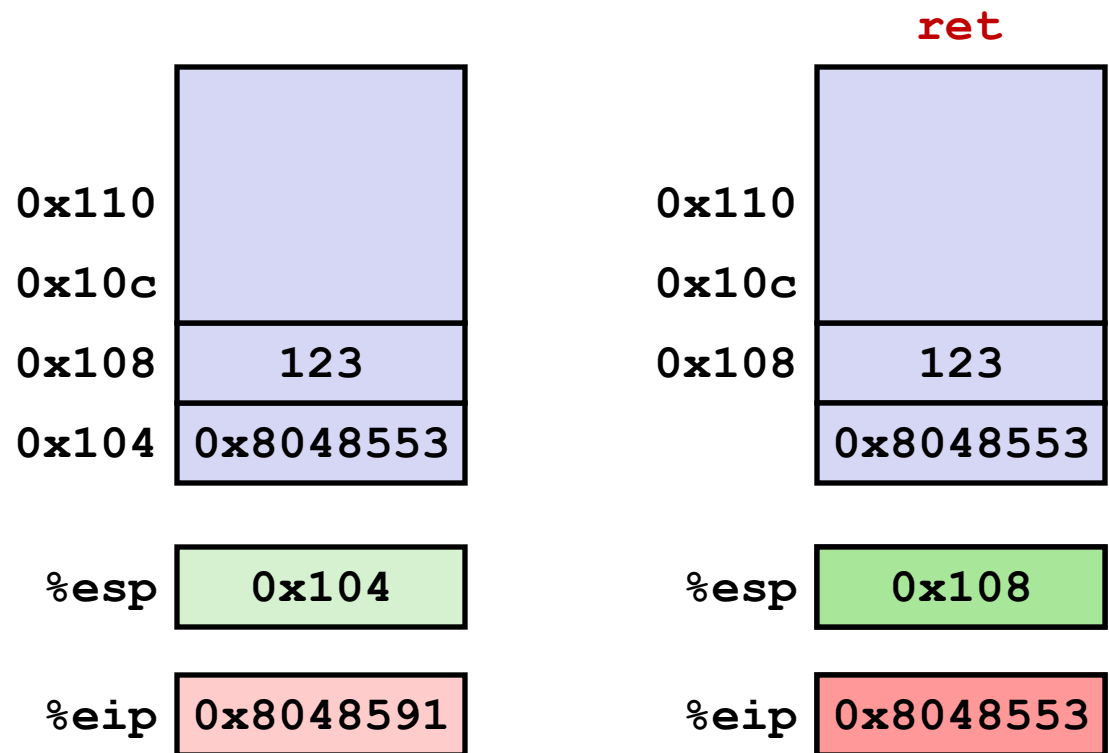 ret
0x110 0x110
0x10c 0x10c
0x108 123 0x108 123
0x104 0x8048553 0x8048553
%esp 0x104 %esp 0x108
%eip 0x8048591 %eip 0x8048553